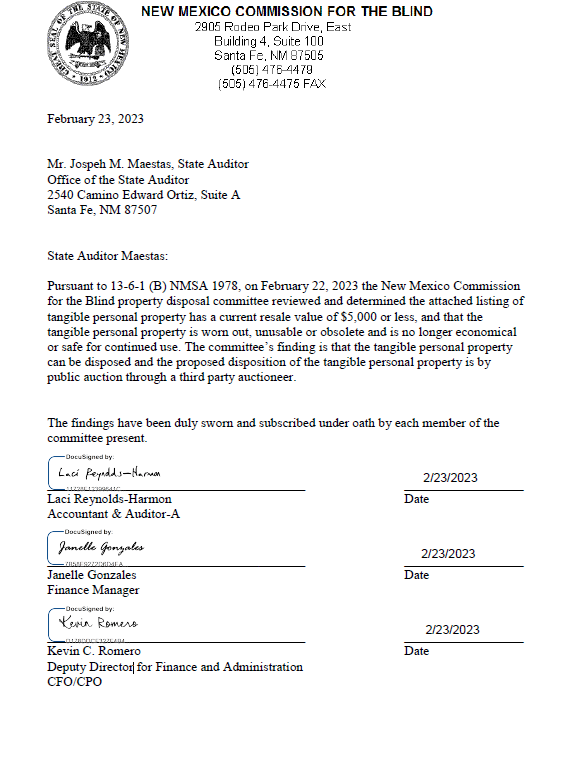 NEW MEXICO COMMISSION FOR THE BLIND
2905 Rodeo Park Drive, East
Building 4, Suite 100
Santa Fe, NM 87505
(505) 476-4479
(505) 476-4475 FAX
GREAT SEAL OF THE STATE OF NEW MEXICO
1912
February 23, 2023
Mr. Jospeh M. Maestas, State Auditor
Office of the State Auditor
2540 Camino Edward Ortiz, Suite A
Santa Fe, NM 87507
State Auditor Maestas:
Pursuant to 13-6-1 (B) NMSA 1978, on February 22, 2023 the New Mexico Commission
for the Blind property disposal committee reviewed and determined the attached listing of
tangible personal property has a current resale value of $5,000 or less, and that the
tangible personal property is worn out, unusable or obsolete and is no longer economical
or safe for continued use. The committee's finding is that the tangible personal property
can be disposed and the proposed disposition of the tangible personal property is by
public auction through a third party auctioneer.
The findings have been duly sworn and subscribed under oath by each member of the
committee present.
DocuSigned by:
Laci Reynolds-Harmon
2/23/2023
Laci Reynolds-Harmon
Date
Accountant & Auditor-A
DocuSigned by:
Janelle Gonzales
2/23/2023
Janelle Gonzales
Date
Finance Manager
DocuSigned by:
Kevin Romero
2/23/2023
Kevin C. Romero
Date
Deputy Director for Finance and Administration
CFO/CPO